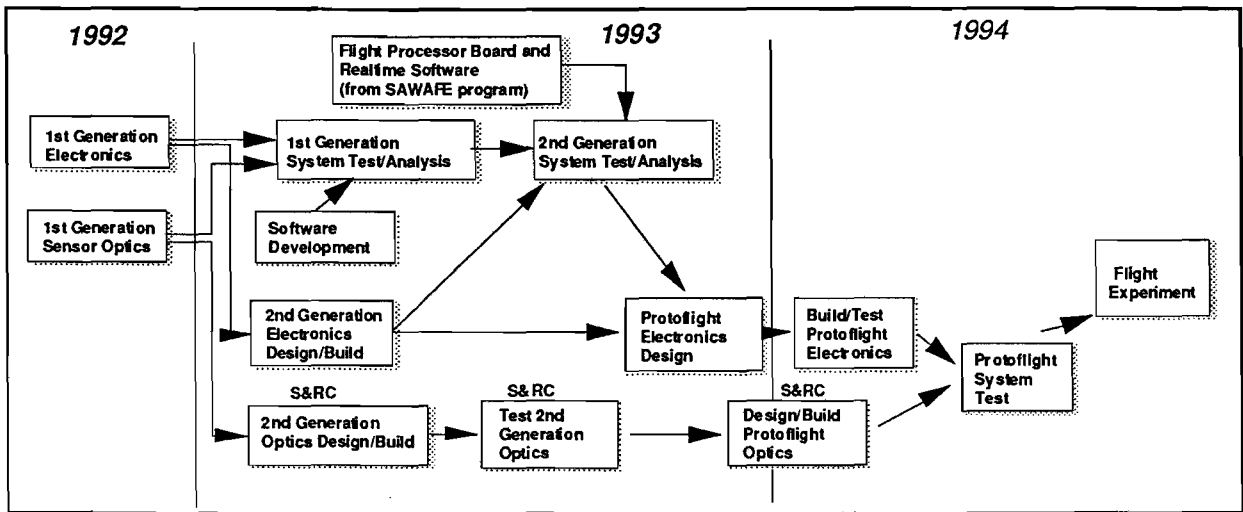 1992
1993
1994
Flight Processor Board and
Realtime Software
(from SAWAFE program)
1st Generation
Electronics
1st Generation
System Test/Analysis
2nd Generation
System Test/Analysis
1st Generation
Sensor Optics
Software
Development
Flight
Experiment
2nd Generation
Electronics
Design/Build
Protoflight
Electronics
Design
Build/Test
Protoflight
Electronics
Protoflight
System
Test
S&RC
2nd Generation
Optics Design/Build
S&RC
Test 2nd
Generation
Optics
S&RC
Design/Build
Protoflight
Optics